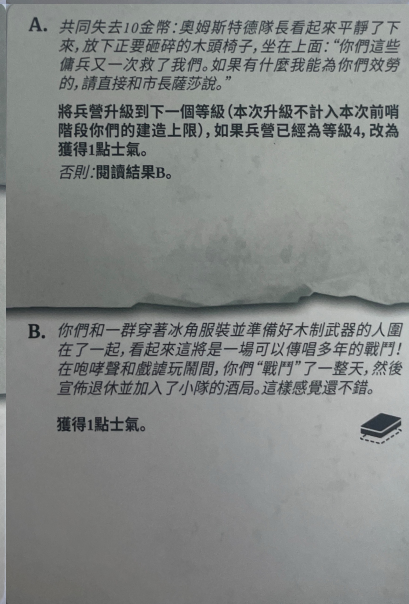 A. 共同失去10金幣：奧姆斯特德隊長看起來平靜了下
來，放下正要砸碎的木頭椅子，坐在上面：“你們這些
傭兵又一次救了我們。如果有什麼我能為你們效勞
的，請直接和市長薩莎說。”
將兵營升級到下一個等級（本次升級不計入本次前哨
階段你們的建造上限），如果兵營已經為等級4，改為
獲得1點士氣。
否則：閱讀結果B。
B. 你們和一群穿著冰角服裝並準備好木制武器的人圍
在了一起，看起來這將是一場可以傳唱多年的戰鬥！
在咆哮聲和戲謔玩鬧間，你們“戰鬥”了一整天，然後
宣佈退休並加入了小隊的酒局。這樣感覺還不錯。
獲得1點士氣。